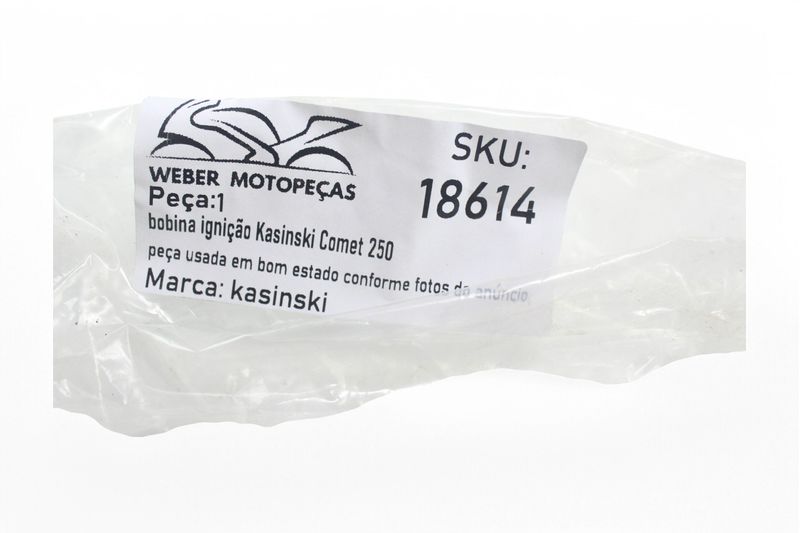 WEBER MOTOPEÇAS
SKU:
18614
Peça:1
bobina ignição Kasinski Comet 250
peça usada em bom estado conforme fotos do anúncio
Marca: kasinski